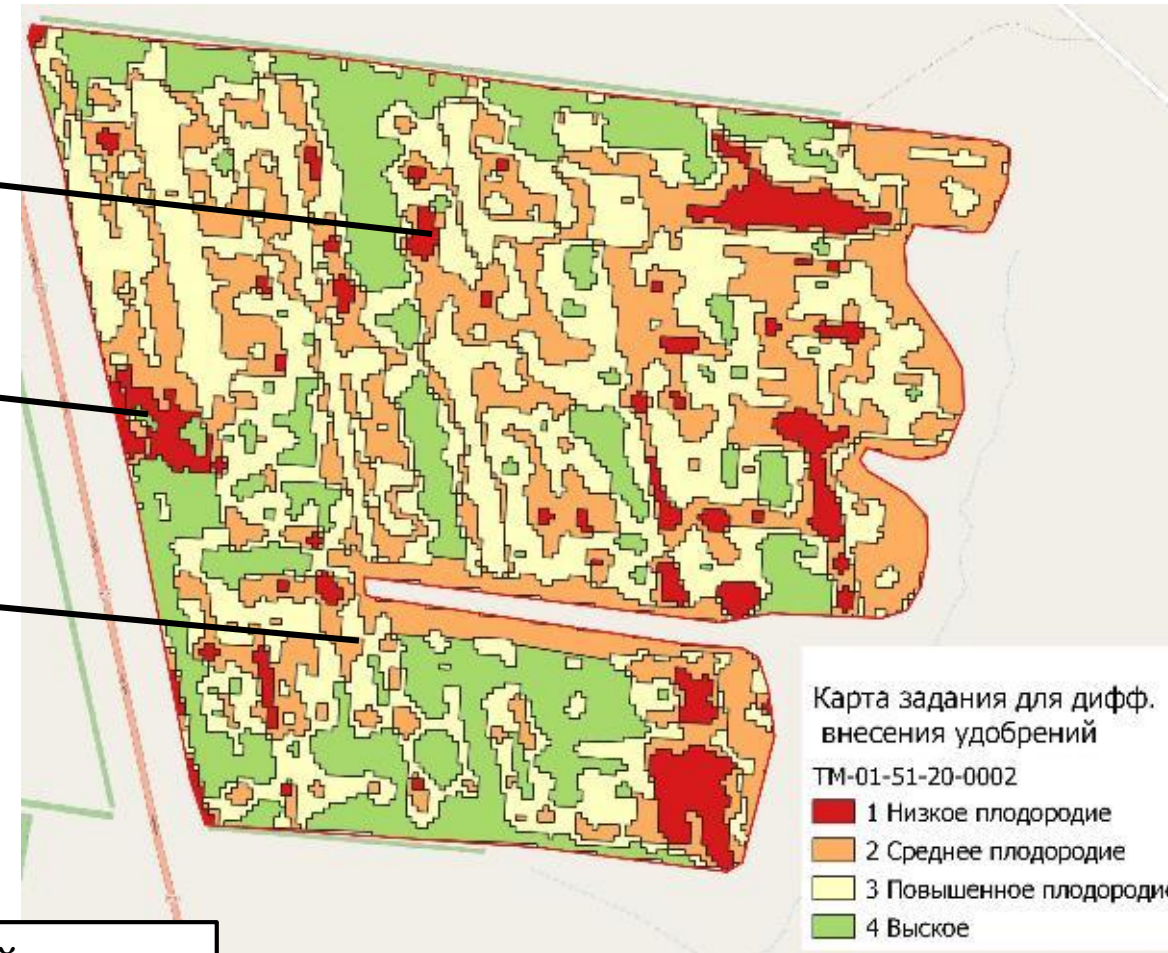 Карта задания для дифф.
внесения удобрений
ТМ-01-51-20-0002
1 Низкое плодородие
2 Среднее плодородие
3 Повышенное плодородие
4 Выское
й